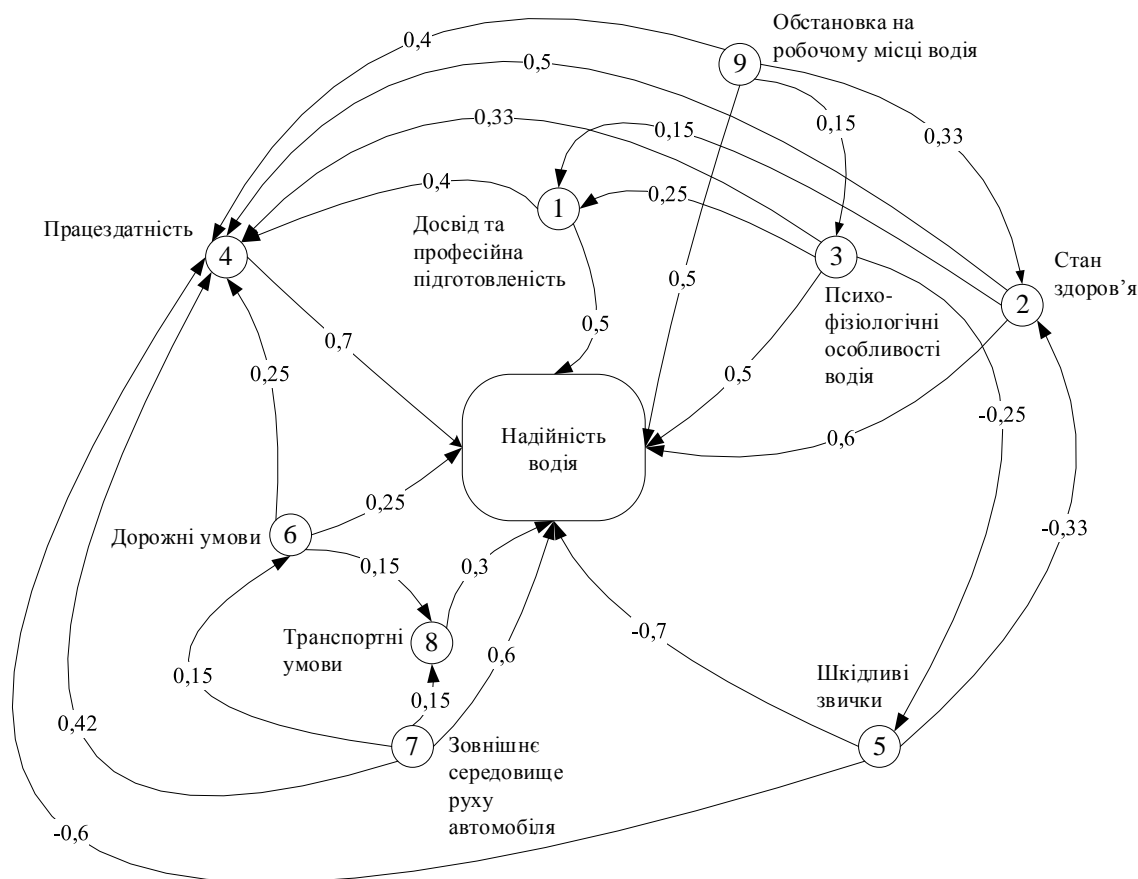 Обстановка на
робочому місці водія
9
0,4
0,5
0,33
0,15
0,15
0,33
0,4
1
0,25
Досвід та
професійна
підготовленість
Працездатність
4
3
Психо-
фізіологічні
особливості
водія
Стан
здоров’я
2
0,5
0,5
0,7
0,5
0,25
-0,25
0,6
Надійність
водія
0,25
Дорожні умови
6
0,15
0,3
-0,33
Транспортні
умови
8
-0,7
0,6
0,15
0,15
0,42
Шкідливі
звички
5
7
Зовнішнє
середовище
руху
автомобіля
-0,6